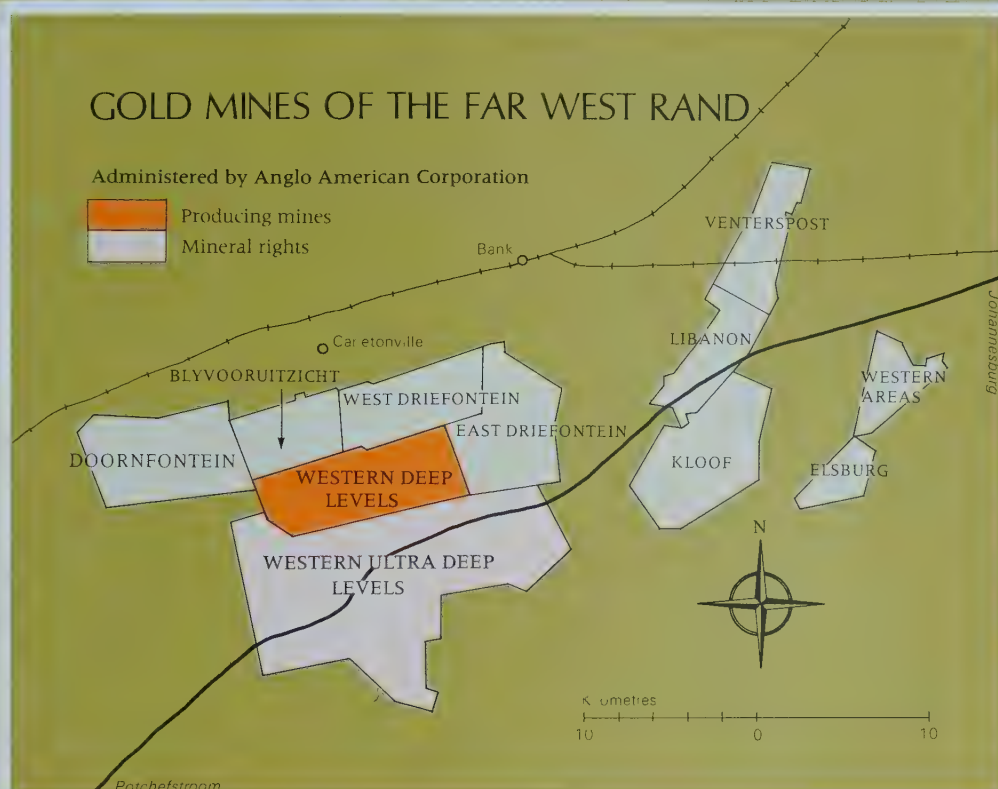 GOLD MINES OF THE FAR WEST RAND
Administered by Anglo American Corporation
Producing mines
Mineral rights
Bank
VENTERSPOST
Johannesburg
Carletonville
LIBANON
BLYVOORUITZICHT
WESTERN
AREAS
WEST DRIEFONTEIN
EAST DRIEFONTEIN
DOORNFONTEIN
KLOOF
ELSBURG
WESTERN DEEP
LEVELS
N
WESTERN ULTRA DEEP
LEVELS
Kilometres
10 0 10
Potchefstroom